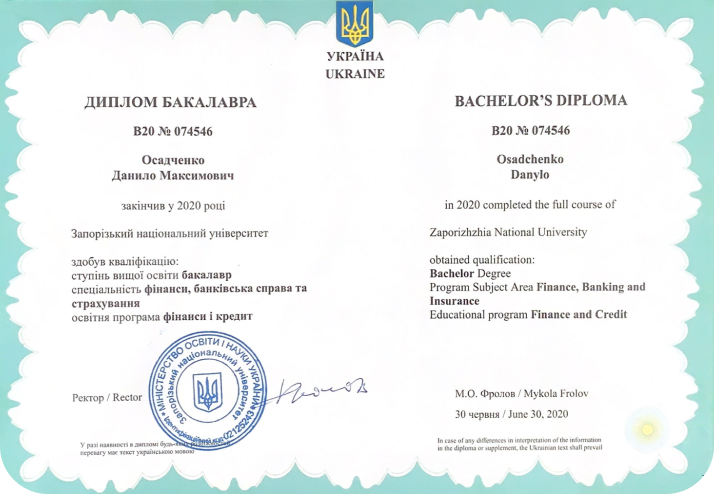 УКРАЇНА
UKRAINE
ДИПЛОМ БАКАЛАВРА
В20 № 074546
Осадченко
Данило Максимович
закінчив у 2020 році
Запорізький національний університет
здобув кваліфікацію:
ступінь вищої освіти бакалавр
спеціальність фінанси, банківська справа та
страхування
освітня програма фінанси і кредит
Ректор / Rector
МІНІСТЕРСТВО ОСВІТИ І НАУКИ УКРАЇНИ
Запорізький національний університет
Ідентифікаційний код 02125243
У разі наявності в дипломі будь-яких
перевагу має текст українською мовою
BACHELOR'S DIPLOMA
B20 № 074546
Osadchenko
Danylo
in 2020 completed the full course of
Zaporizhzhia National University
obtained qualification:
Bachelor Degree
Program Subject Area Finance, Banking and
Insurance
Educational program Finance and Credit
М.О. Фролов / Mykola Frolov
30 червня / June 30, 2020
In case of any differences in interpretation of the information
in the diploma or supplement, the Ukrainian text shall prevail